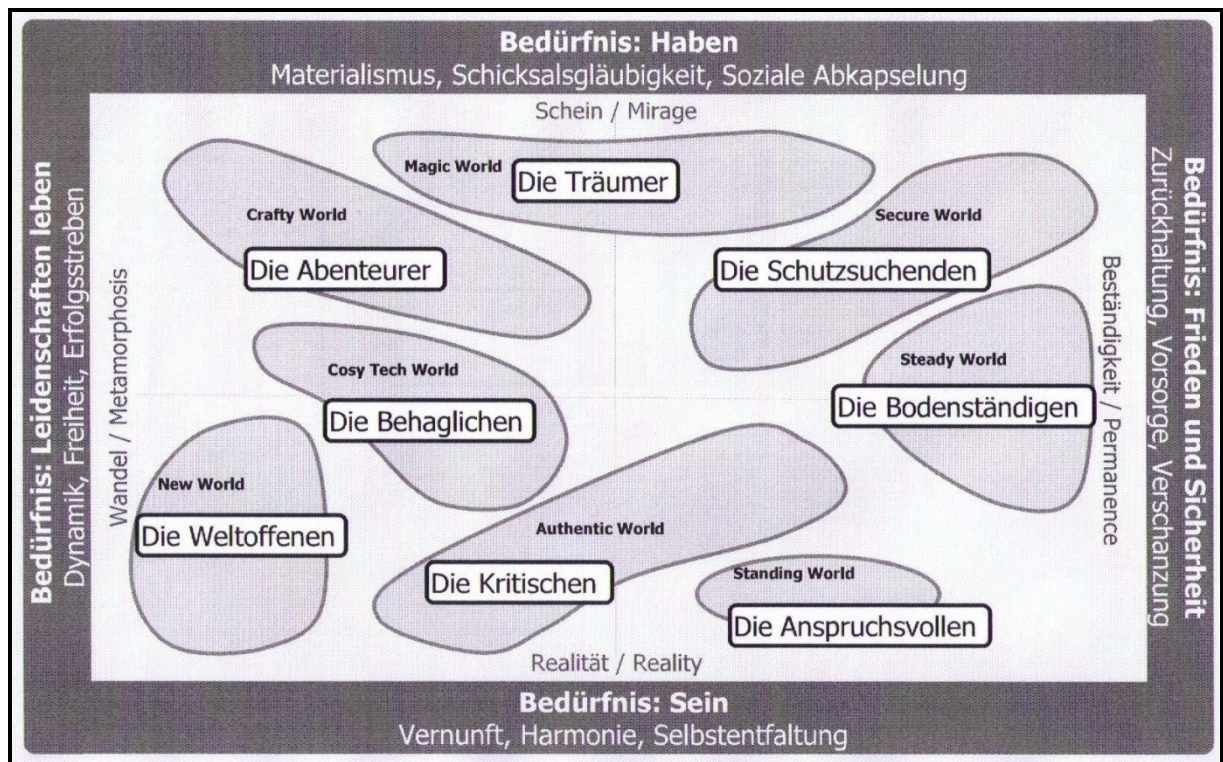 Bedürfnis: Haben
Materialismus, Schicksalsgläubigkeit, Soziale Abkapselung
Schein / Mirage
Bedürfnis: Leidenschaften leben
Dynamik, Freiheit, Erfolgsstreben
Wandel / Metamorphosis
Magic World
Die Träumer
Crafty World
Die Abenteurer
Secure World
Die Schutzsuchenden
Cosy Tech World
Die Behaglichen
Steady World
Die Bodenständigen
New World
Die Weltoffenen
Authentic World
Die Kritischen
Standing World
Die Anspruchsvollen
Beständigkeit / Permanence
Bedürfnis: Frieden und Sicherheit
Zurückhaltung, Vorsorge, Verschanzung
Realität / Reality
Bedürfnis: Sein
Vernunft, Harmonie, Selbstentfaltung